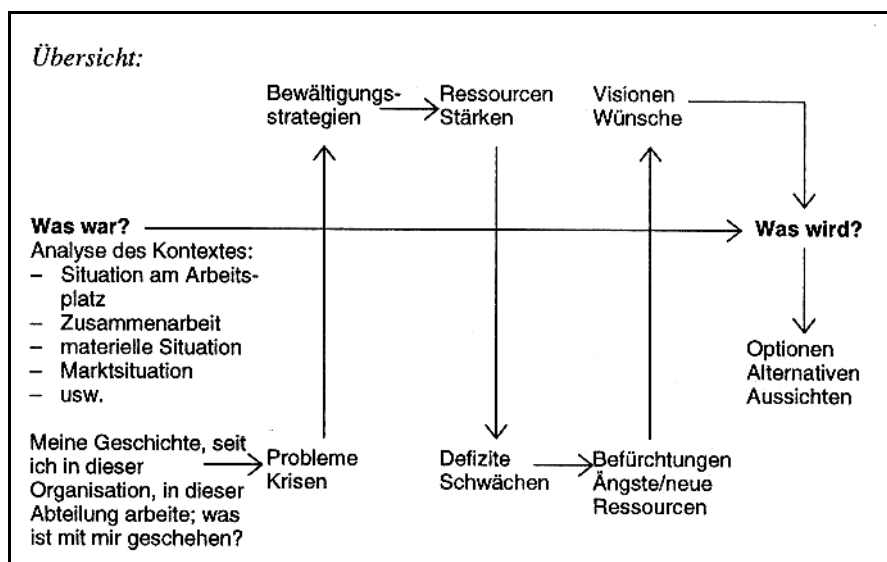 Übersicht:
Bewältigungs-
strategien
Ressourcen
Stärken
Visionen
Wünsche
Was war?
Was wird?
Analyse des Kontextes:
– Situation am Arbeits-
platz
– Zusammenarbeit
– materielle Situation
– Marktsituation
– usw.
Optionen
Alternativen
Aussichten
Meine Geschichte, seit
ich in dieser
Organisation, in dieser
Abteilung arbeite; was
ist mit mir geschehen?
Probleme
Krisen
Defizite
Schwächen
Befürchtungen
Ängste/neue
Ressourcen